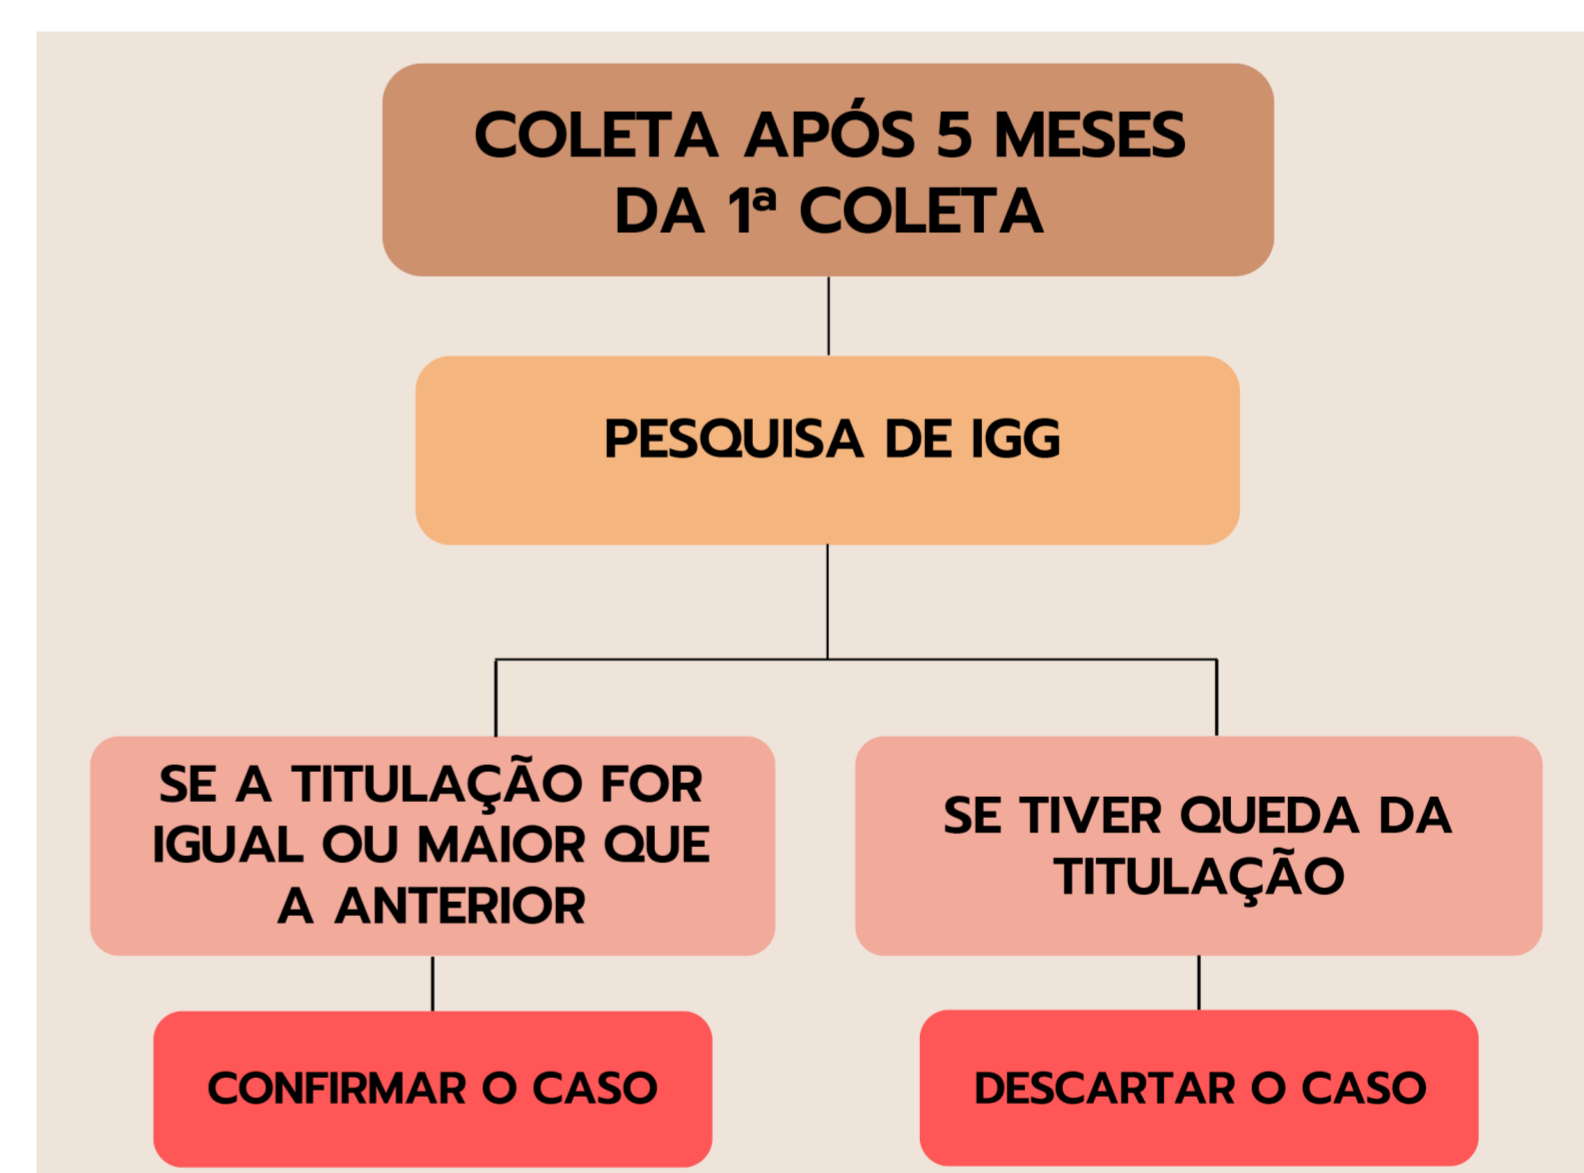 COLETA APÓS 5 MESES
DA 1ª COLETA
PESQUISA DE IGG
SE A TITULAÇÃO FOR
IGUAL OU MAIOR QUE
A ANTERIOR
SE TIVER QUEDA DA
TITULAÇÃO
CONFIRMAR O CASO
DESCARTAR O CASO